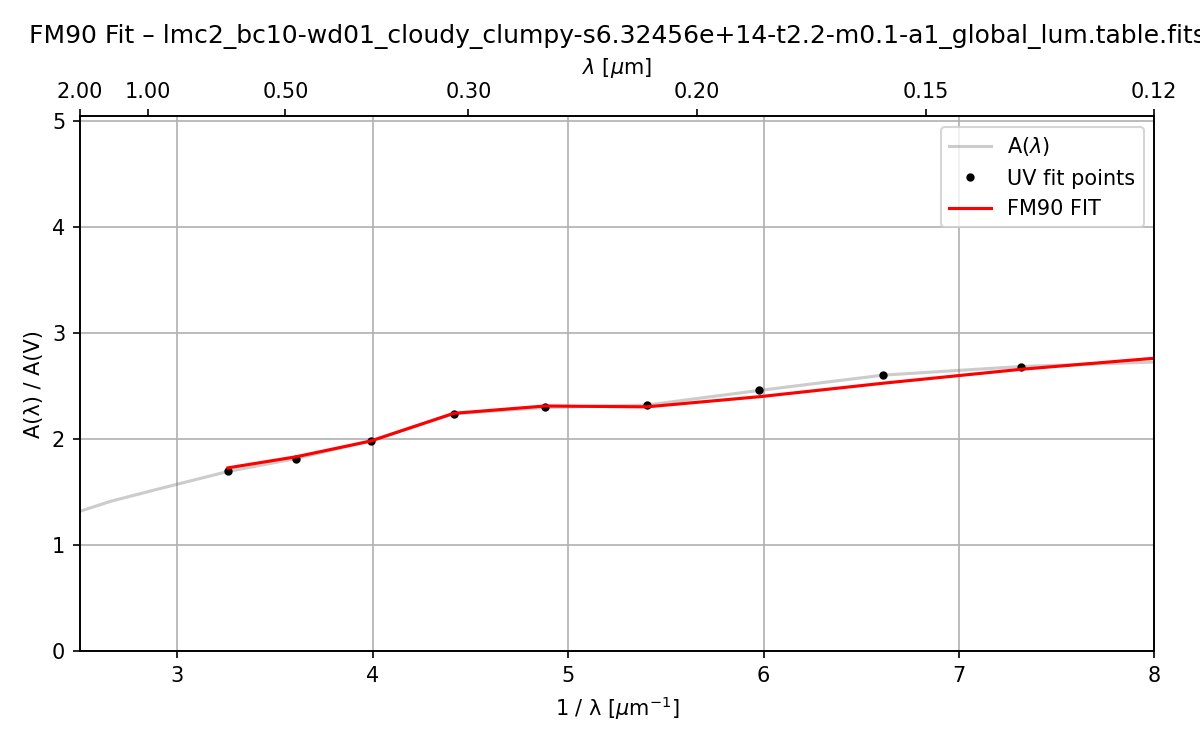 FM90 Fit – lmc2_bc10-wd01_cloudy_clumpy-s6.32456e+14-t2.2-m0.1-a1_global_lum.table.fits
λ [μm]
2.00 1.00 0.50 0.30 0.20 0.15 0.12
A(λ)
UV fit points
FM90 FIT
A(λ) / A(V)
5
4
3
2
1
0
3 4 5 6 7 8
1 / λ [μm⁻¹]